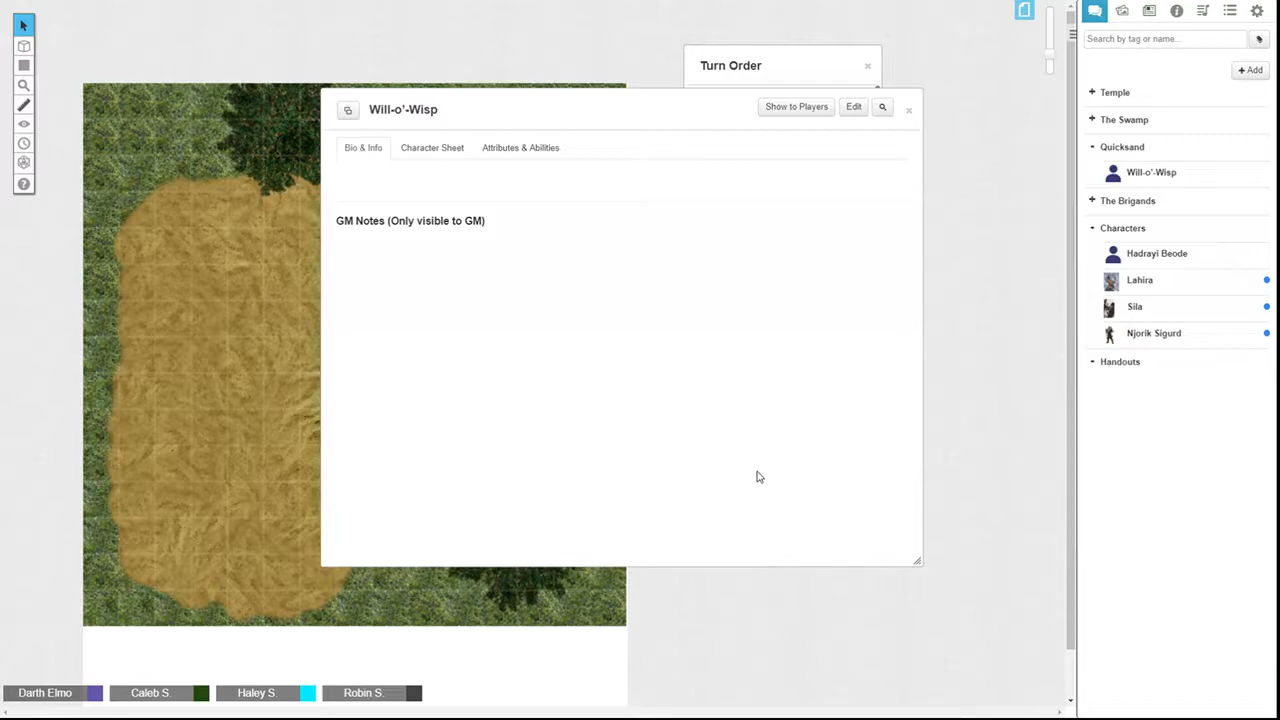 Turn Order
Will-o'-Wisp
Show to Players
Edit
Bio & Info
Character Sheet
Attributes & Abilities
GM Notes (Only visible to GM)
Search by tag or name...
+ Add
Temple
The Swamp
Quicksand
Will-o'-Wisp
The Brigands
Characters
Hadrayi Beode
Lahira
Sila
Njorik Sigurd
Handouts
Darth Elmo
Caleb S.
Haley S.
Robin S.